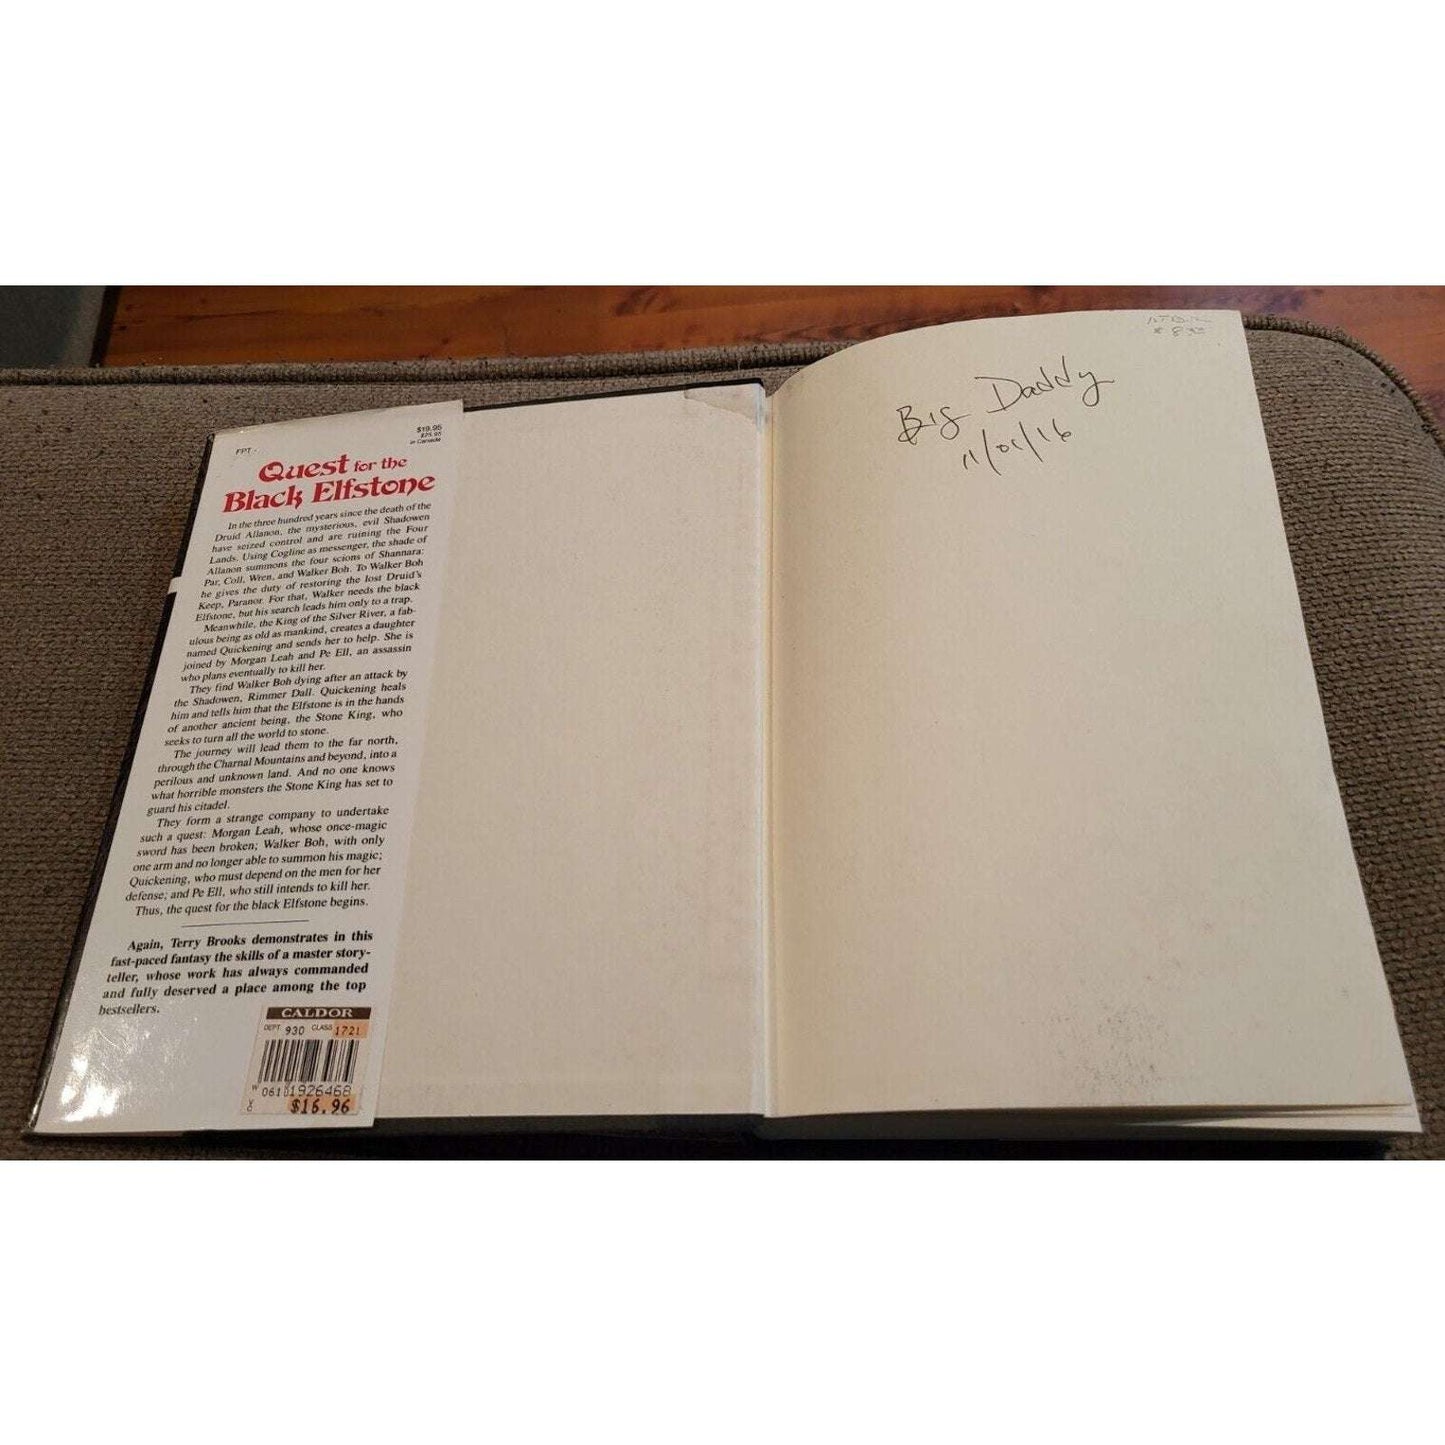 $19.95
$25.95
in Canada
FPT -
Quest for the
Black Elfstone
In the three hundred years since the death of the
Druid Allanon, the mysterious, evil Shadowen
have seized control and are ruining the Four
Lands. Using Cogline as messenger, the shade of
Allanon summons the four scions of Shannara:
Par, Coll, Wren, and Walker Boh. To Walker Boh
he gives the duty of restoring the lost Druid's
Keep, Paranor. For that, Walker needs the black
Elfstone, but his search leads him only to a trap.
Meanwhile, the King of the Silver River, a fab-
ulous being as old as mankind, creates a daughter
named Quickening and sends her to help. She is
joined by Morgan Leah and Pe Ell, an assassin
who plans eventually to kill her.
They find Walker Boh dying after an attack by
the Shadowen, Rimmer Dall. Quickening heals
him and tells him that the Elfstone is in the hands
of another ancient being, the Stone King, who
seeks to turn all the world to stone.
The journey will lead them to the far north,
through the Charnal Mountains and beyond, into a
perilous and unknown land. And no one knows
what horrible monsters the Stone King has set to
guard his citadel.
They form a strange company to undertake
such a quest: Morgan Leah, whose once-magic
sword has been broken; Walker Boh, with only
one arm and no longer able to summon his magic;
Quickening, who must depend on the men for her
defense; and Pe Ell, who still intends to kill her.
Thus, the quest for the black Elfstone begins.
Again, Terry Brooks demonstrates in this
fast-paced fantasy the skills of a master story-
teller, whose work has always commanded
and fully deserved a place among the top
bestsellers.
CALDOR
DEPT 930 CLASS 1721
1926468
$16.96
Big Daddy
11/01/16